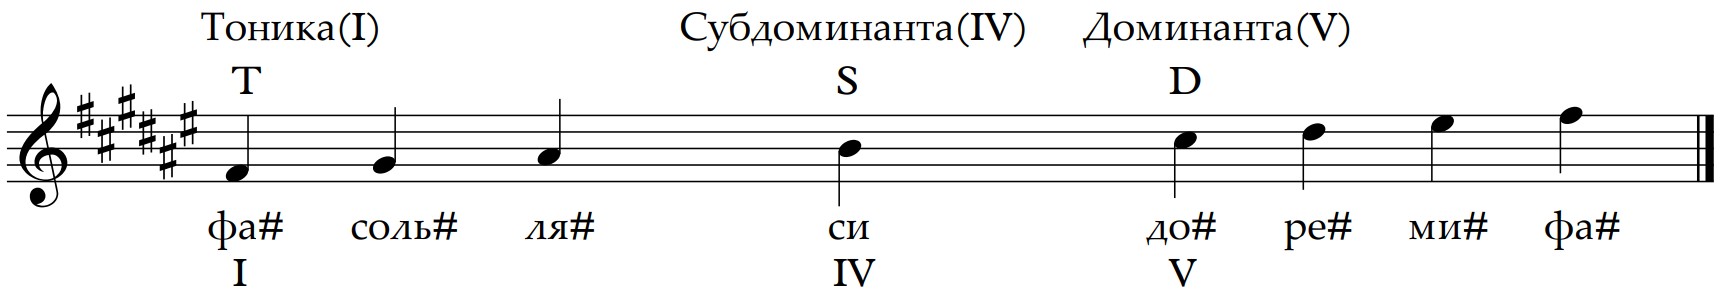 Тоника(I) Субдоминанта(IV) Доминанта(V)
T S D
фа# соль# ля# си до# ре# ми# фа#
I IV V